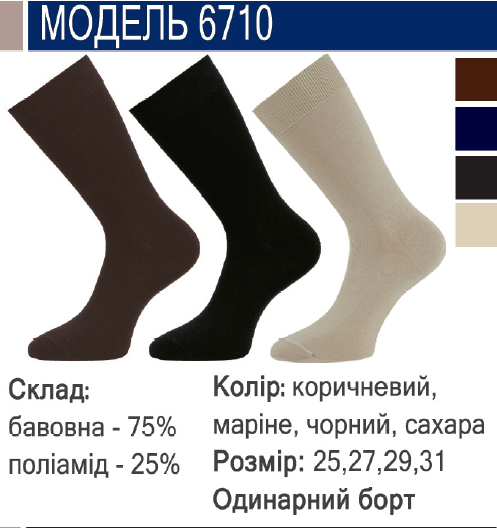 МОДЕЛЬ 6710
Склад:
бавовна - 75%
поліамід - 25%
Колір: коричневий,
маріне, чорний, сахара
Розмір: 25,27,29,31
Одинарний борт